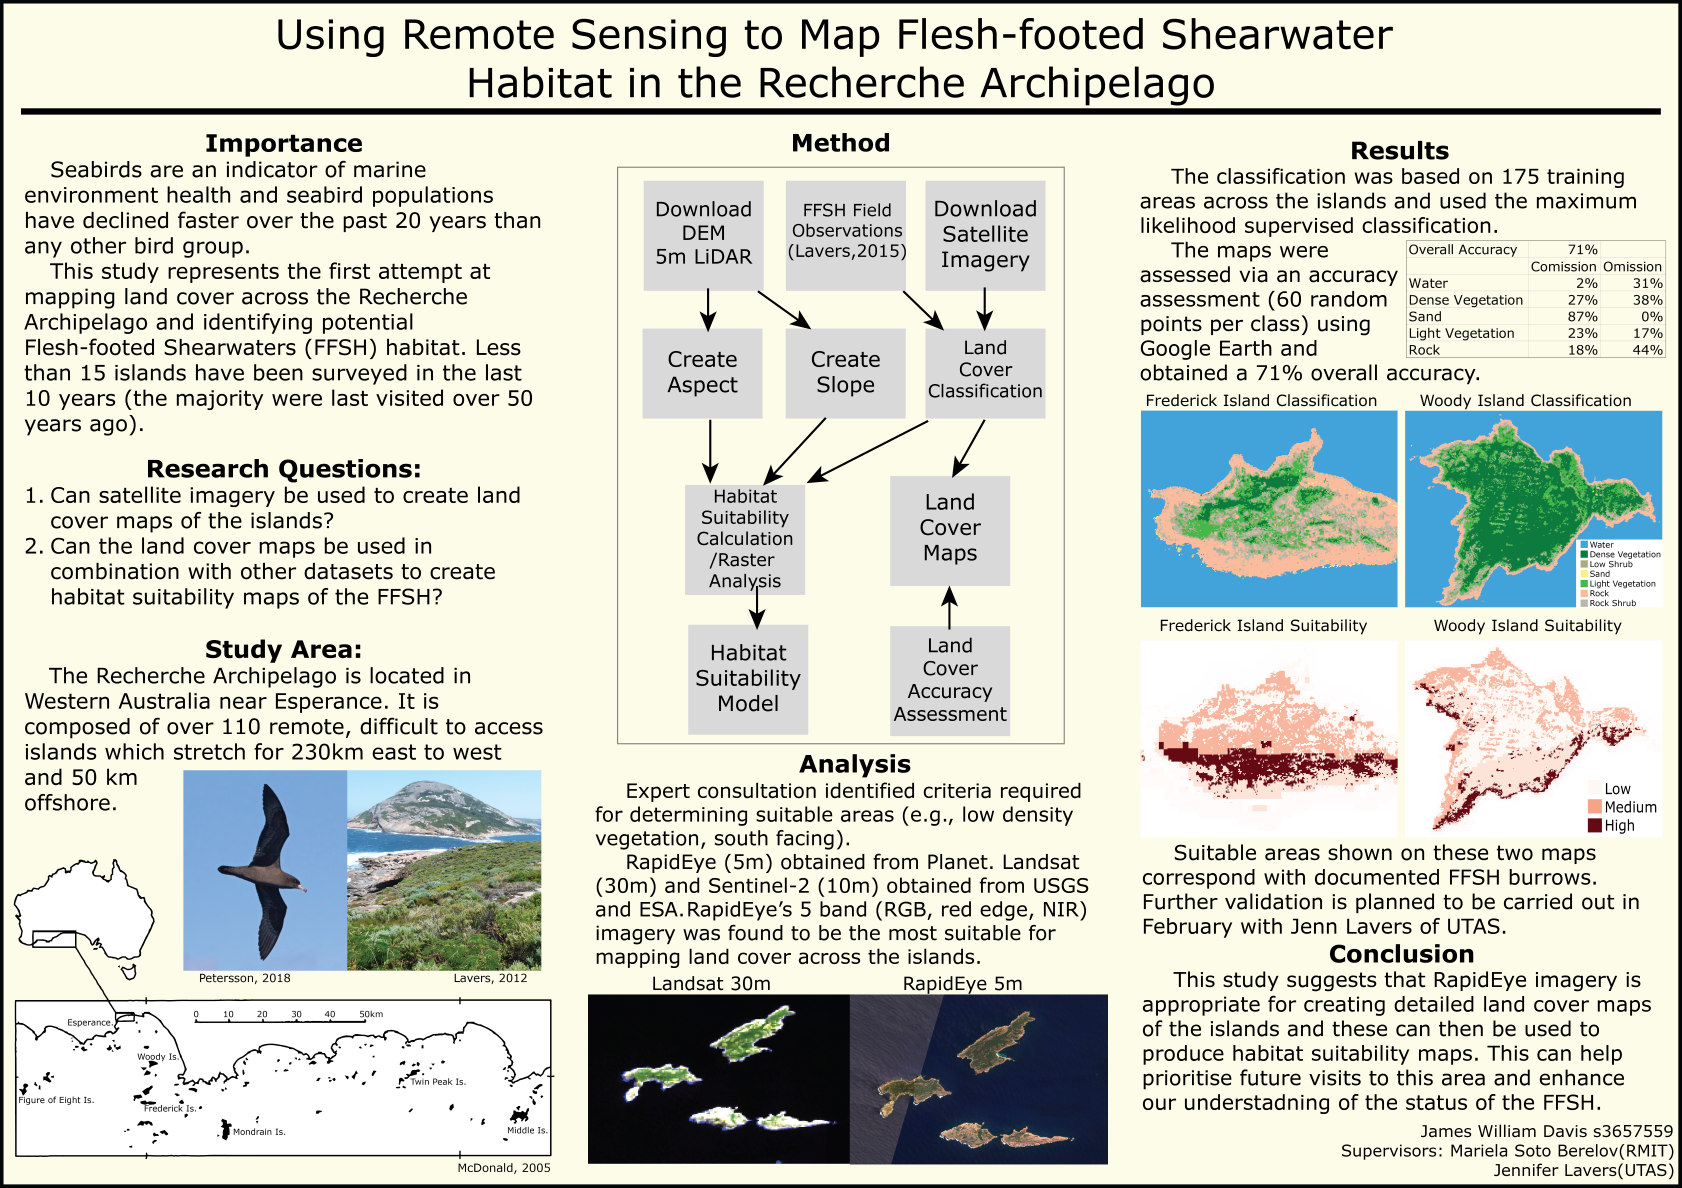 Using Remote Sensing to Map Flesh-footed Shearwater
Habitat in the Recherche Archipelago
Importance
Seabirds are an indicator of marine
environment health and seabird populations
have declined faster over the past 20 years than
any other bird group.
This study represents the first attempt at
mapping land cover across the Recherche
Archipelago and identifying potential
Flesh-footed Shearwaters (FFSH) habitat. Less
than 15 islands have been surveyed in the last
10 years (the majority were last visited over 50
years ago).
Research Questions:
1. Can satellite imagery be used to create land
cover maps of the islands?
2. Can the land cover maps be used in
combination with other datasets to create
habitat suitability maps of the FFSH?
Study Area:
The Recherche Archipelago is located in
Western Australia near Esperance. It is
composed of over 110 remote, difficult to access
islands which stretch for 230km east to west
and 50 km
offshore.
Petersson, 2018
Lavers, 2012
Esperance.
0 10 20 30 40 50km
Woody Is.
Twin Peak Is.
Figure of Eight Is.
Frederick Is.
Mondrain Is.
Middle Is.
McDonald, 2005
Method
Download
DEM
5m LiDAR
FFSH Field
Observations
(Lavers,2015)
Download
Satellite
Imagery
Create
Aspect
Create
Slope
Land
Cover
Classification
Habitat
Suitability
Calculation
/Raster
Analysis
Land
Cover
Maps
Habitat
Suitability
Model
Land
Cover
Accuracy
Assessment
Analysis
Expert consultation identified criteria required
for determining suitable areas (e.g., low density
vegetation, south facing).
RapidEye (5m) obtained from Planet. Landsat
(30m) and Sentinel-2 (10m) obtained from USGS
and ESA.RapidEye's 5 band (RGB, red edge, NIR)
imagery was found to be the most suitable for
mapping land cover across the islands.
Landsat 30m
RapidEye 5m
Results
The classification was based on 175 training
areas across the islands and used the maximum
likelihood supervised classification.
The maps were
assessed via an accuracy
assessment (60 random
points per class) using
Google Earth and
obtained a 71% overall accuracy.
Overall Accuracy 71%
Comission Omission
Water 2% 31%
Dense Vegetation 27% 38%
Sand 87% 0%
Light Vegetation 23% 17%
Rock 18% 44%
Frederick Island Classification
Woody Island Classification
Water
Dense Vegetation
Low Shrub
Sand
Light Vegetation
Rock
Rock Shrub
Frederick Island Suitability
Woody Island Suitability
Low
Medium
High
Suitable areas shown on these two maps
correspond with documented FFSH burrows.
Further validation is planned to be carried out in
February with Jenn Lavers of UTAS.
Conclusion
This study suggests that RapidEye imagery is
appropriate for creating detailed land cover maps
of the islands and these can then be used to
produce habitat suitability maps. This can help
prioritise future visits to this area and enhance
our understadning of the status of the FFSH.
James William Davis s3657559
Supervisors: Mariela Soto Berelov(RMIT)
Jennifer Lavers(UTAS)